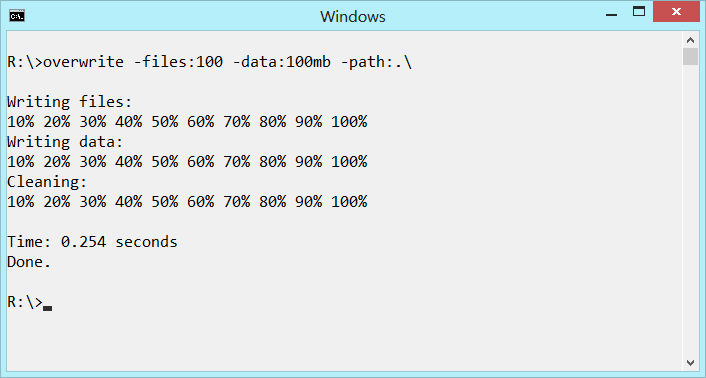 Windows
R:\>overwrite -files:100 -data:100mb -path:.\
Writing files:
10% 20% 30% 40% 50% 60% 70% 80% 90% 100%
Writing data:
10% 20% 30% 40% 50% 60% 70% 80% 90% 100%
Cleaning:
10% 20% 30% 40% 50% 60% 70% 80% 90% 100%
Time: 0.254 seconds
Done.
R:\>